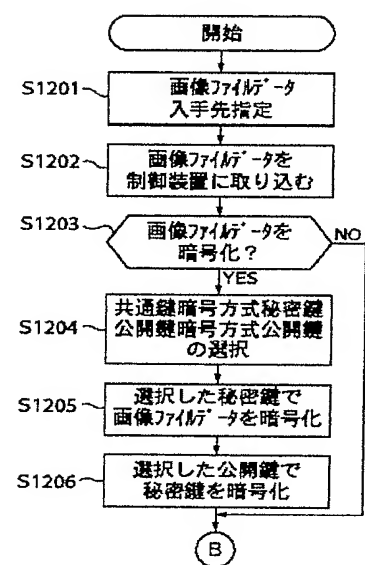 開始
S1201
画像ファイルデータ
入手先指定
S1202
画像ファイルデータを
制御装置に取り込む
S1203
画像ファイルデータを
暗号化？
NO
YES
S1204
共通鍵暗号方式秘密鍵
公開鍵暗号方式公開鍵
の選択
S1205
選択した秘密鍵で
画像ファイルデータを暗号化
S1206
選択した公開鍵で
秘密鍵を暗号化
B